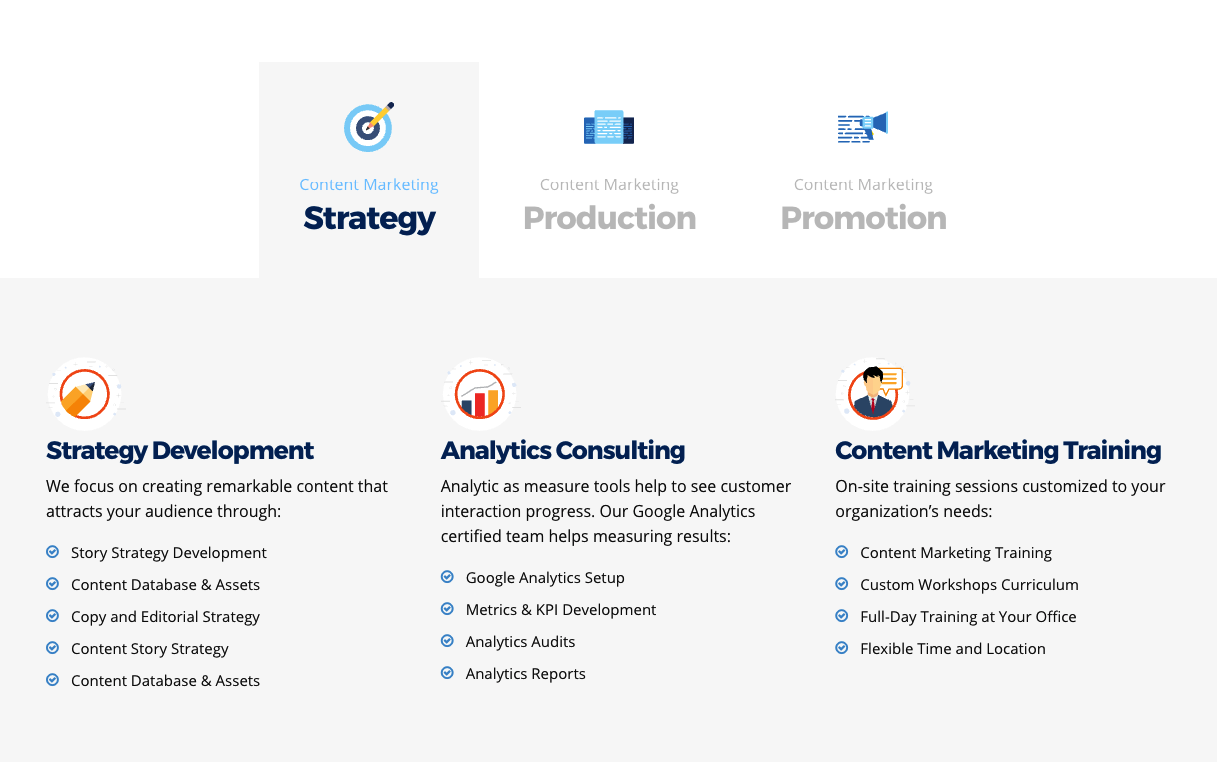 Content Marketing
Strategy
Content Marketing
Production
Content Marketing
Promotion
Strategy Development
We focus on creating remarkable content that
attracts your audience through:
Story Strategy Development
Content Database & Assets
Copy and Editorial Strategy
Content Story Strategy
Content Database & Assets
Analytics Consulting
Analytic as measure tools help to see customer
interaction progress. Our Google Analytics
certified team helps measuring results:
Google Analytics Setup
Metrics & KPI Development
Analytics Audits
Analytics Reports
Content Marketing Training
On-site training sessions customized to your
organization’s needs:
Content Marketing Training
Custom Workshops Curriculum
Full-Day Training at Your Office
Flexible Time and Location